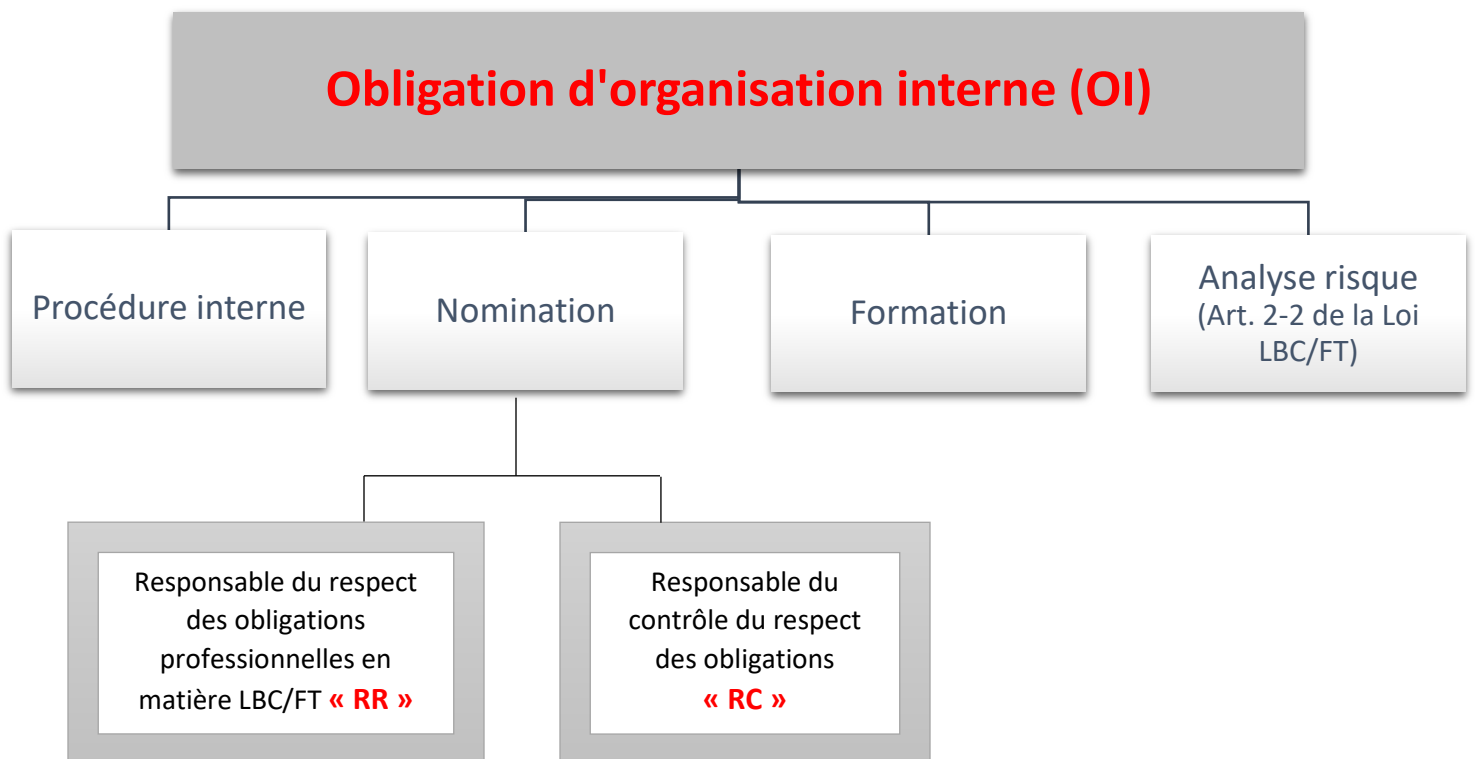 Obligation d'organisation interne (OI)
Procédure interne
Nomination
Formation
Analyse risque
(Art. 2-2 de la Loi
LBC/FT)
Responsable du respect
des obligations
professionnelles en
matière LBC/FT « RR »
Responsable du
contrôle du respect
des obligations
« RC »